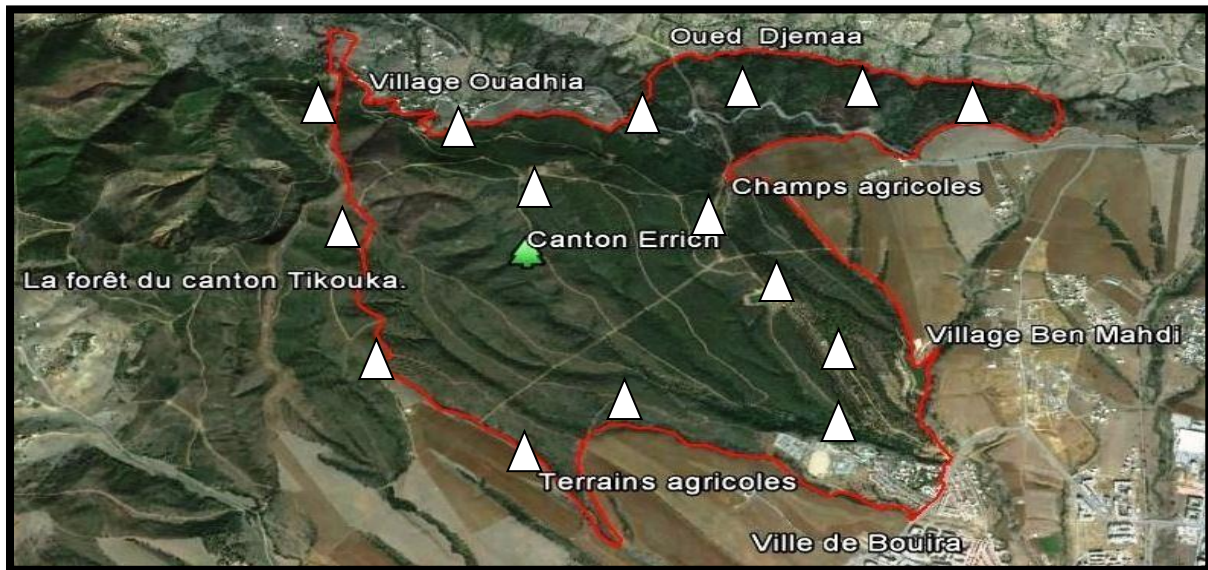 Oued Djemaa
Village Ouadhia
Champs agricoles
Canton Errich
La forêt du canton Tikouka.
Village Ben Mahdi
Terrains agricoles
Ville de Bouira